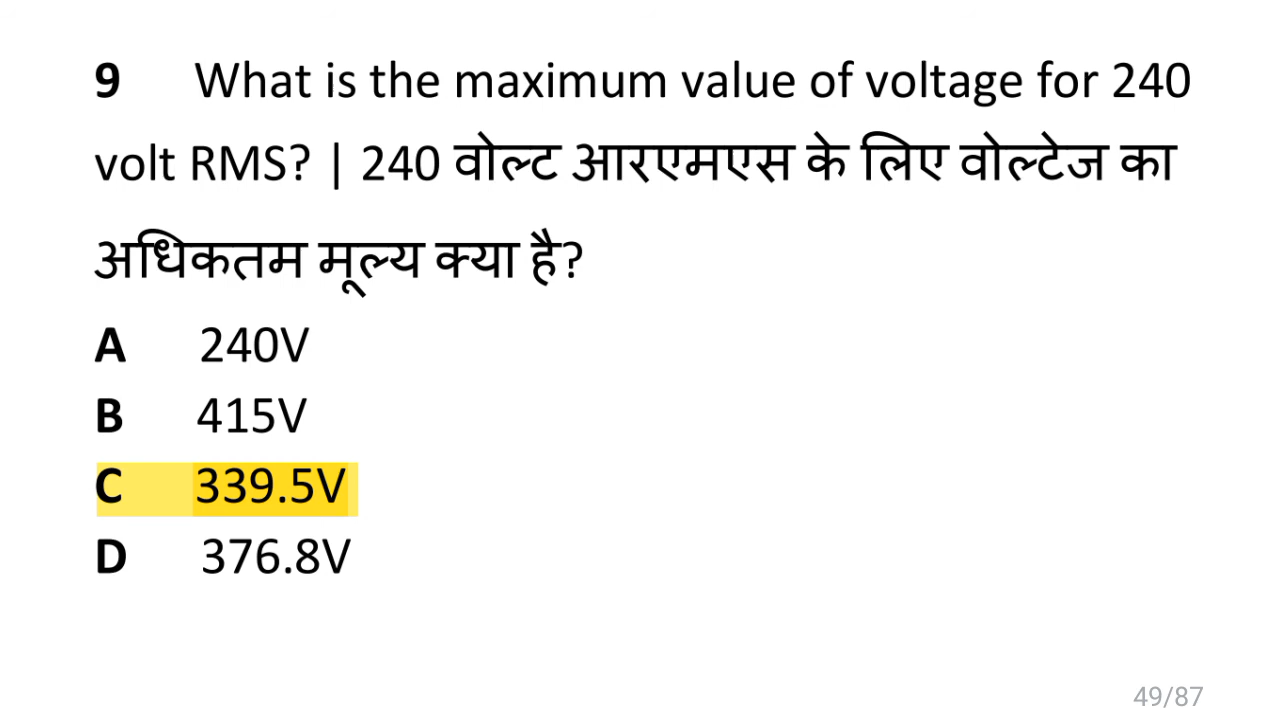 9 What is the maximum value of voltage for 240
volt RMS? | 240 वोल्ट आरएमएस के लिए वोल्टेज का
अधिकतम मूल्य क्या है?
A 240V
B 415V
C 339.5V
D 376.8V
49/87